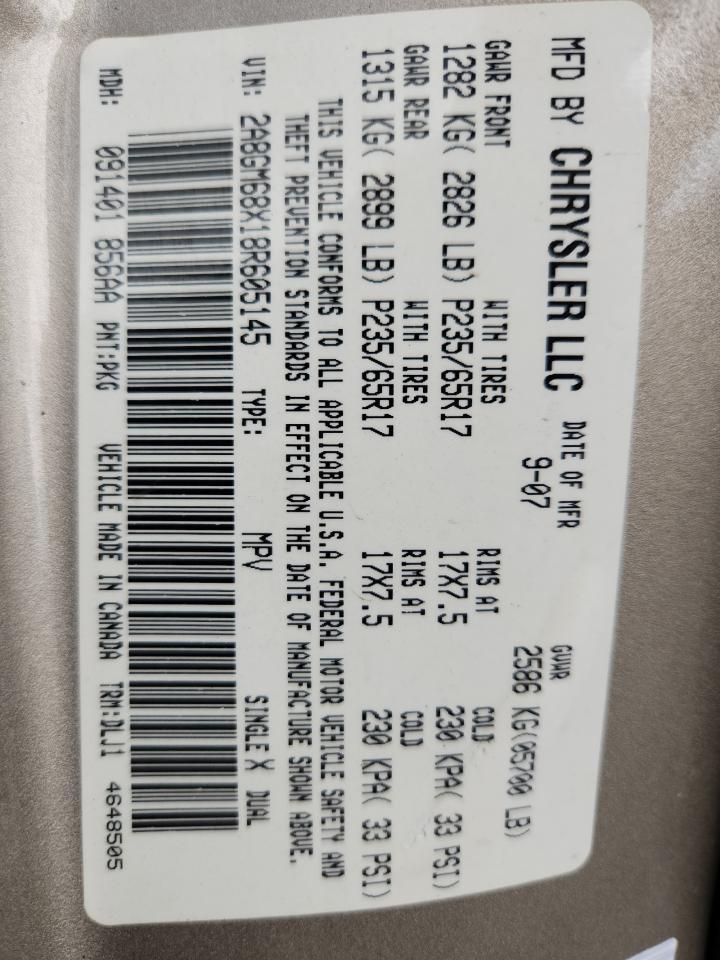 MFD BY CHRYSLER LLC DATE OF MFR GVWR
9-07 2586 KG(05700 LB)
GAWR FRONT WITH TIRES RIMS AT COLD
1282 KG( 2826 LB) P235/65R17 17X7.5 230 KPA( 33 PSI)
GAWR REAR WITH TIRES RIMS AT COLD
1315 KG( 2899 LB) P235/65R17 17X7.5 230 KPA( 33 PSI)
THIS VEHICLE CONFORMS TO ALL APPLICABLE U.S.A. FEDERAL MOTOR VEHICLE SAFETY AND
THEFT PREVENTION STANDARDS IN EFFECT ON THE DATE OF MANUFACTURE SHOWN ABOVE.
VIN: 2A8GM68X18R605145 TYPE: MPV SINGLE X DUAL
MDH: 091401 856AA PNT:PKG VEHICLE MADE IN CANADA TRM:DLJ1 4648505